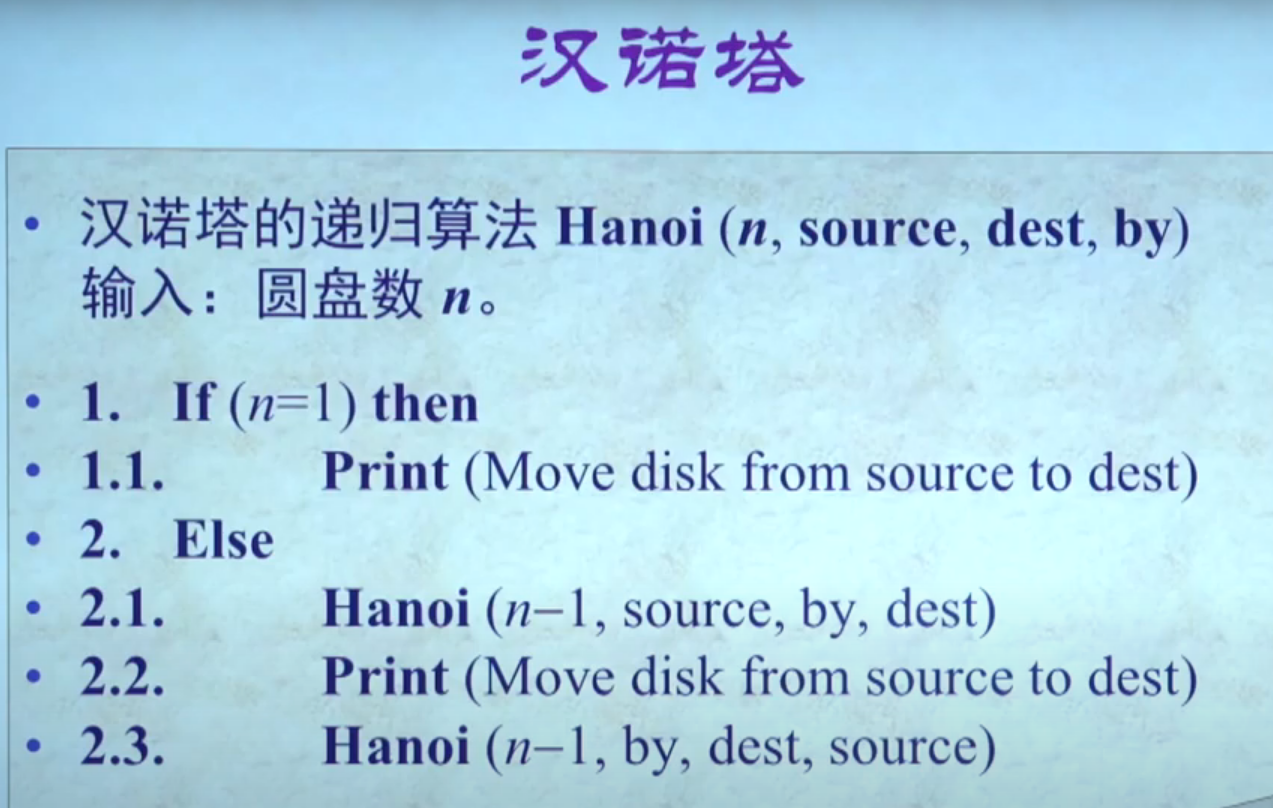 汉诺塔
• 汉诺塔的递归算法 Hanoi (n, source, dest, by)
输入：圆盘数 n。
• 1. If (n=1) then
• 1.1. Print (Move disk from source to dest)
• 2. Else
• 2.1. Hanoi (n−1, source, by, dest)
• 2.2. Print (Move disk from source to dest)
• 2.3. Hanoi (n−1, by, dest, source)